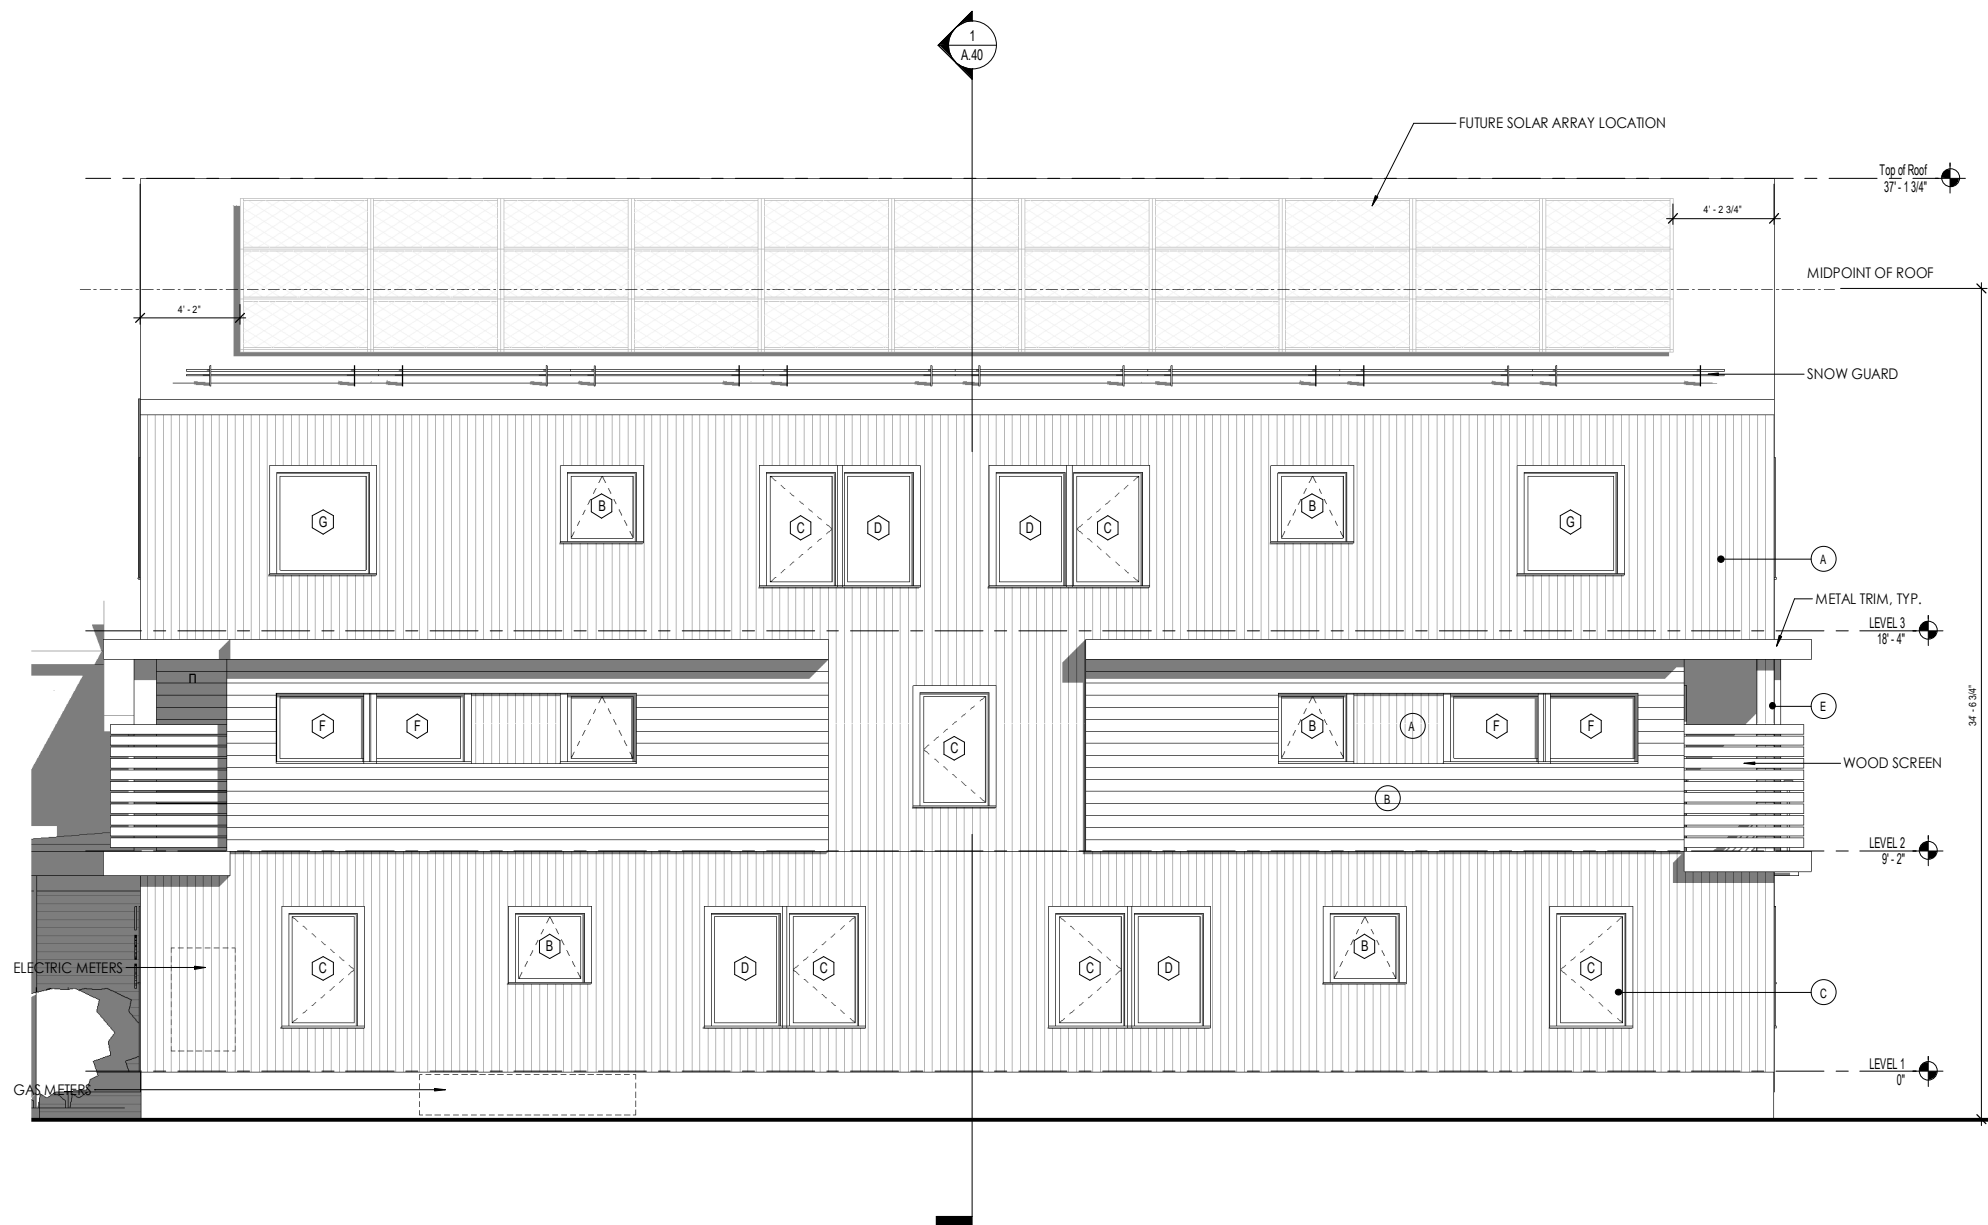 1
A.40
FUTURE SOLAR ARRAY LOCATION
Top of Roof
37' - 1 3/4"
4' - 2 3/4"
MIDPOINT OF ROOF
4' - 2"
SNOW GUARD
G
B
C
D
D
C
B
G
A
METAL TRIM, TYP.
LEVEL 3
18' - 4"
F
F
C
B
A
F
F
E
34' - 6 3/4"
WOOD SCREEN
B
LEVEL 2
9' - 2"
C
B
D
C
C
D
B
C
ELECTRIC METERS
C
LEVEL 1
0"
GAS METERS